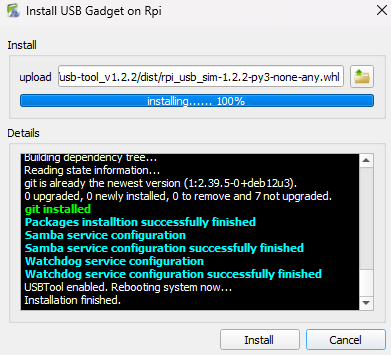 Install USB Gadget on Rpi
Install
upload
usb-tool_v1.2.2/dist/rpi_usb_sim-1.2.2-py3-none-any.whl
installing...... 100%
Details
Building dependency tree...
Reading state information...
git is already the newest version (1:2.39.5-0+deb12u3).
0 upgraded, 0 newly installed, 0 to remove and 7 not upgraded.
git installed
Packages installtion successfully finished
Samba service configuration
Samba service configuration successfully finished
Watchdog service configuration
Watchdog service configuration successfully finished
USBTool enabled. Rebooting system now...
Installation finished.
Install
Cancel